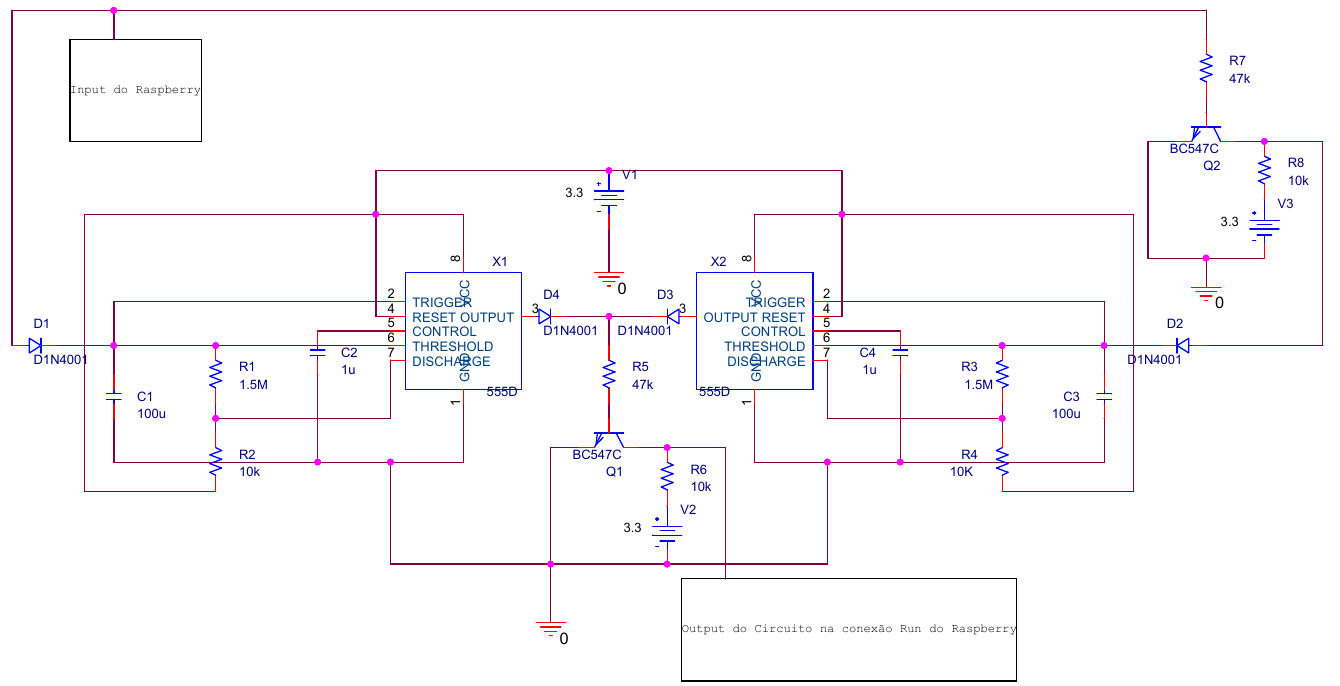 Input do Raspberry
R7
47k
BC547C
Q2
R8
10k
V3
3.3
0
V1
3.3
0
X1
8
VCC
2
TRIGGER
4
RESET OUTPUT
5
CONTROL
6
THRESHOLD
7
DISCHARGE
GND
1
555D
3
D4
D1N4001
D3
3
D1N4001
X2
8
VCC
TRIGGER
2
OUTPUT RESET
4
CONTROL
5
THRESHOLD
6
DISCHARGE
7
GND
1
555D
D1
D1N4001
C1
100u
R1
1.5M
C2
1u
R2
10k
R5
47k
BC547C
Q1
R6
10k
V2
3.3
0
C4
1u
R3
1.5M
R4
10K
C3
100u
D2
D1N4001
Output do Circuito na conexão Run do Raspberry